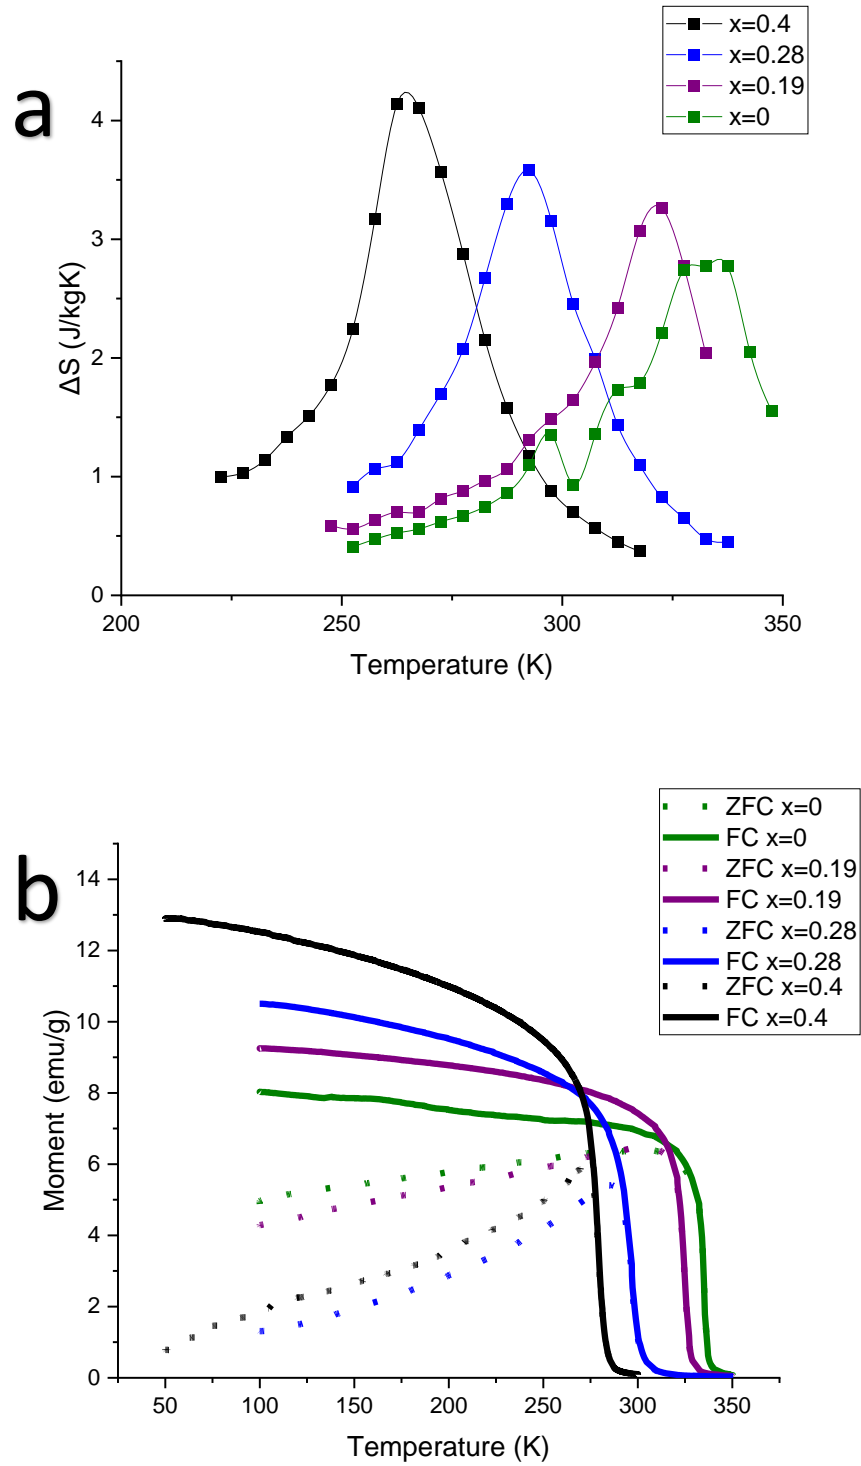 a
x=0.4
x=0.28
x=0.19
x=0
4
3
2
1
0
ΔS (J/kgK)
200
250
300
350
Temperature (K)
b
ZFC x=0
FC x=0
ZFC x=0.19
FC x=0.19
ZFC x=0.28
FC x=0.28
ZFC x=0.4
FC x=0.4
14
12
10
8
6
4
2
0
Moment (emu/g)
50
100
150
200
250
300
350
Temperature (K)